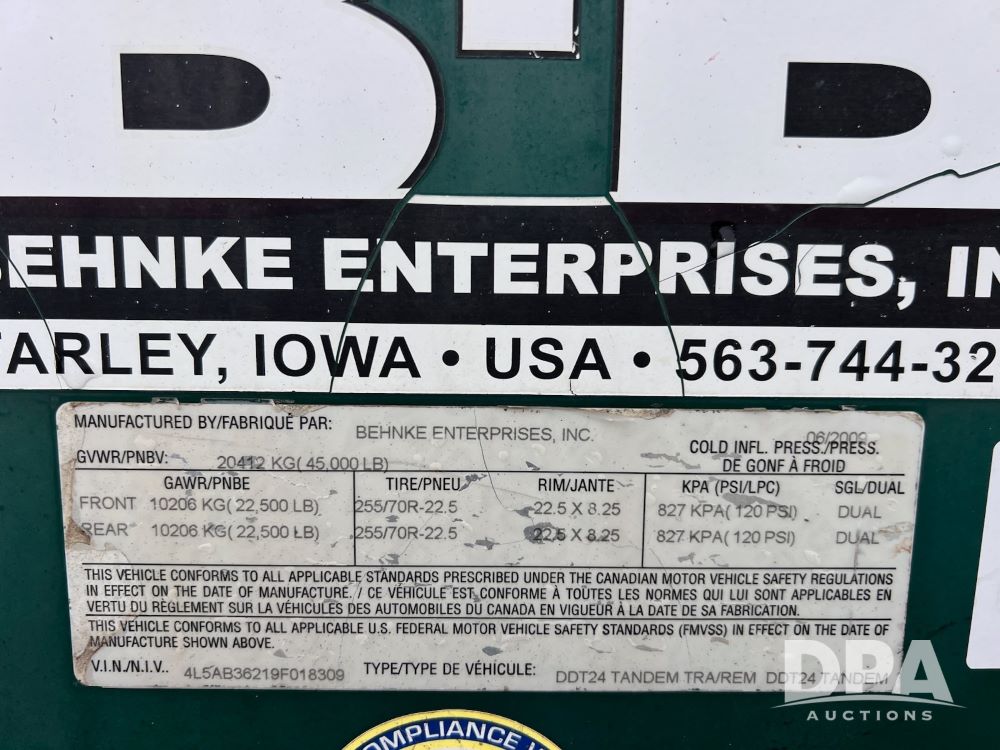 BEHNKE ENTERPRISES, IN
FARLEY, IOWA • USA • 563-744-32
MANUFACTURED BY/FABRIQUÉ PAR: BEHNKE ENTERPRISES, INC. 06/2009
GVWR/PNBV: 20412 KG( 45,000 LB) COLD INFL. PRESS./PRESS.
DE GONF À FROID
GAWR/PNBE TIRE/PNEU RIM/JANTE KPA (PSI/LPC) SGL/DUAL
FRONT 10206 KG( 22,500 LB) 255/70R-22.5 22.5 X 8.25 827 KPA( 120 PSI) DUAL
REAR 10206 KG( 22,500 LB) 255/70R-22.5 22.5 X 8.25 827 KPA( 120 PSI) DUAL
THIS VEHICLE CONFORMS TO ALL APPLICABLE STANDARDS PRESCRIBED UNDER THE CANADIAN MOTOR VEHICLE SAFETY REGULATIONS
IN EFFECT ON THE DATE OF MANUFACTURE. / CE VÉHICULE EST CONFORME À TOUTES LES NORMES QUI LUI SONT APPLICABLES EN
VERTU DU RÈGLEMENT SUR LA VÉHICULES DES AUTOMOBILES DU CANADA EN VIGUEUR À LA DATE DE SA FABRICATION.
THIS VEHICLE CONFORMS TO ALL APPLICABLE U.S. FEDERAL MOTOR VEHICLE SAFETY STANDARDS (FMVSS) IN EFFECT ON THE DATE OF
MANUFACTURE SHOWN ABOVE.
V.I.N./N.I.V. 4L5AB36219F018309 TYPE/TYPE DE VÉHICULE: DDT24 TANDEM TRA/REM DDT24 TANDEM
DPA
AUCTIONS
COMPLIANCE